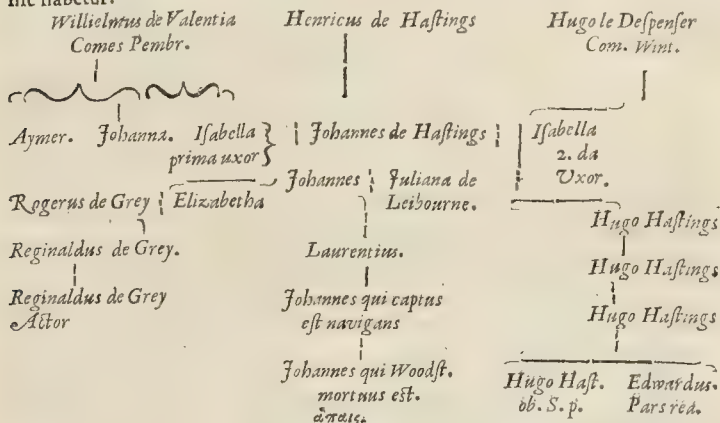 hic habetur.
Willielmus de Valentia
Comes Pembr.
Henricus de Haſtings
Hugo le Deſpenſer
Com. Wint.
Aymer. Johanna. Iſabella
prima uxor
Johannes de Haſtings
Iſabella
2. da
Vxor.
Rogerus de Grey
Elizabetha
Johannes
Juliana de
Leibourne.
Hugo Haſtings
Reginaldus de Grey.
Laurentius.
Hugo Haſtings
Reginaldus de Grey
Actor
Johannes qui captus
eſt navigans
Hugo Haſtings
Johannes qui Woodſt.
mortuus eſt.
ἄπαις.
Hugo Haſt.
ob. S. p.
Edwardus.
Pars rea.